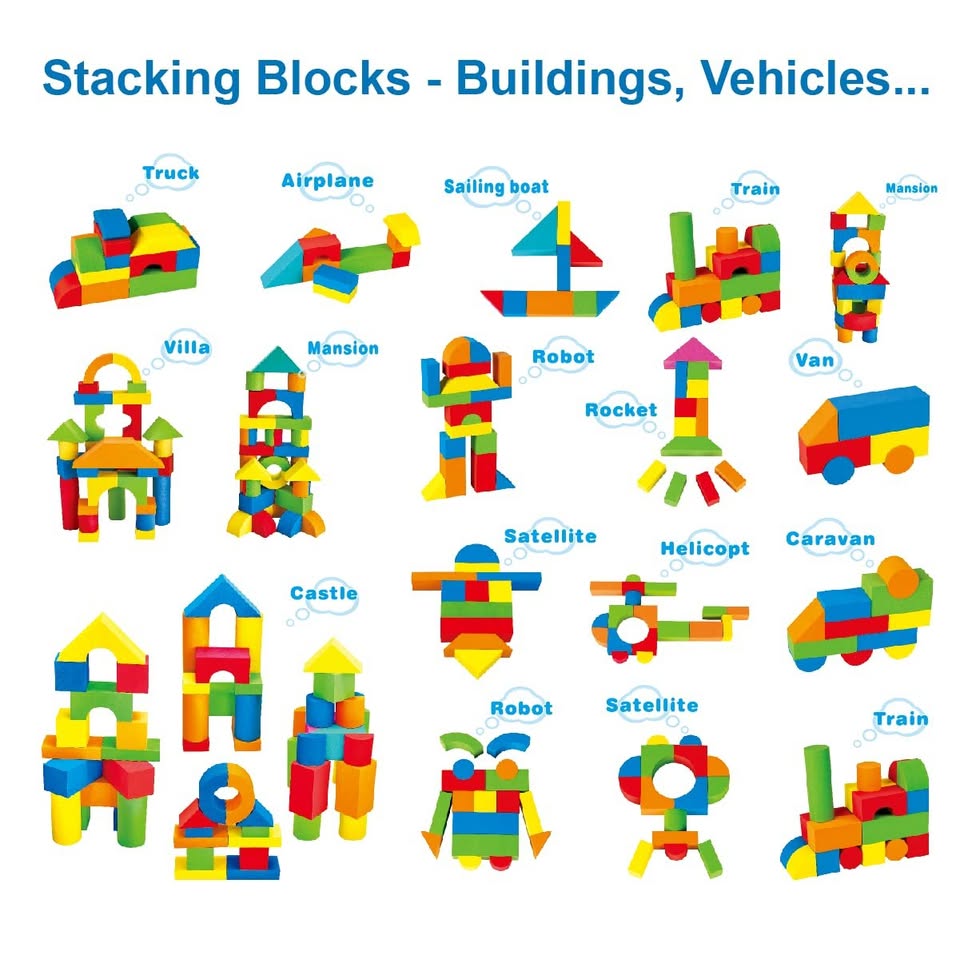 Stacking Blocks - Buildings, Vehicles...
Truck
Airplane
Sailing boat
Train
Mansion
Villa
Mansion
Robot
Rocket
Van
Satellite
Helicopt
Caravan
Castle
Robot
Satellite
Train